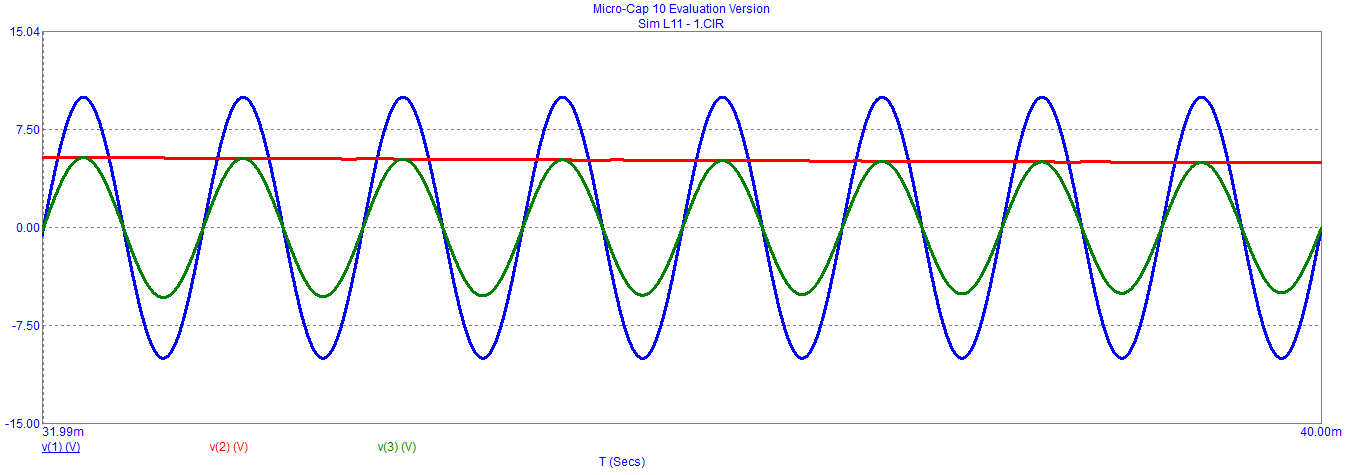 Micro-Cap 10 Evaluation Version
Sim L11 - 1.CIR
15.04
7.50
0.00
-7.50
-15.00
31.99m 40.00m
v(1) (V) v(2) (V) v(3) (V)
T (Secs)